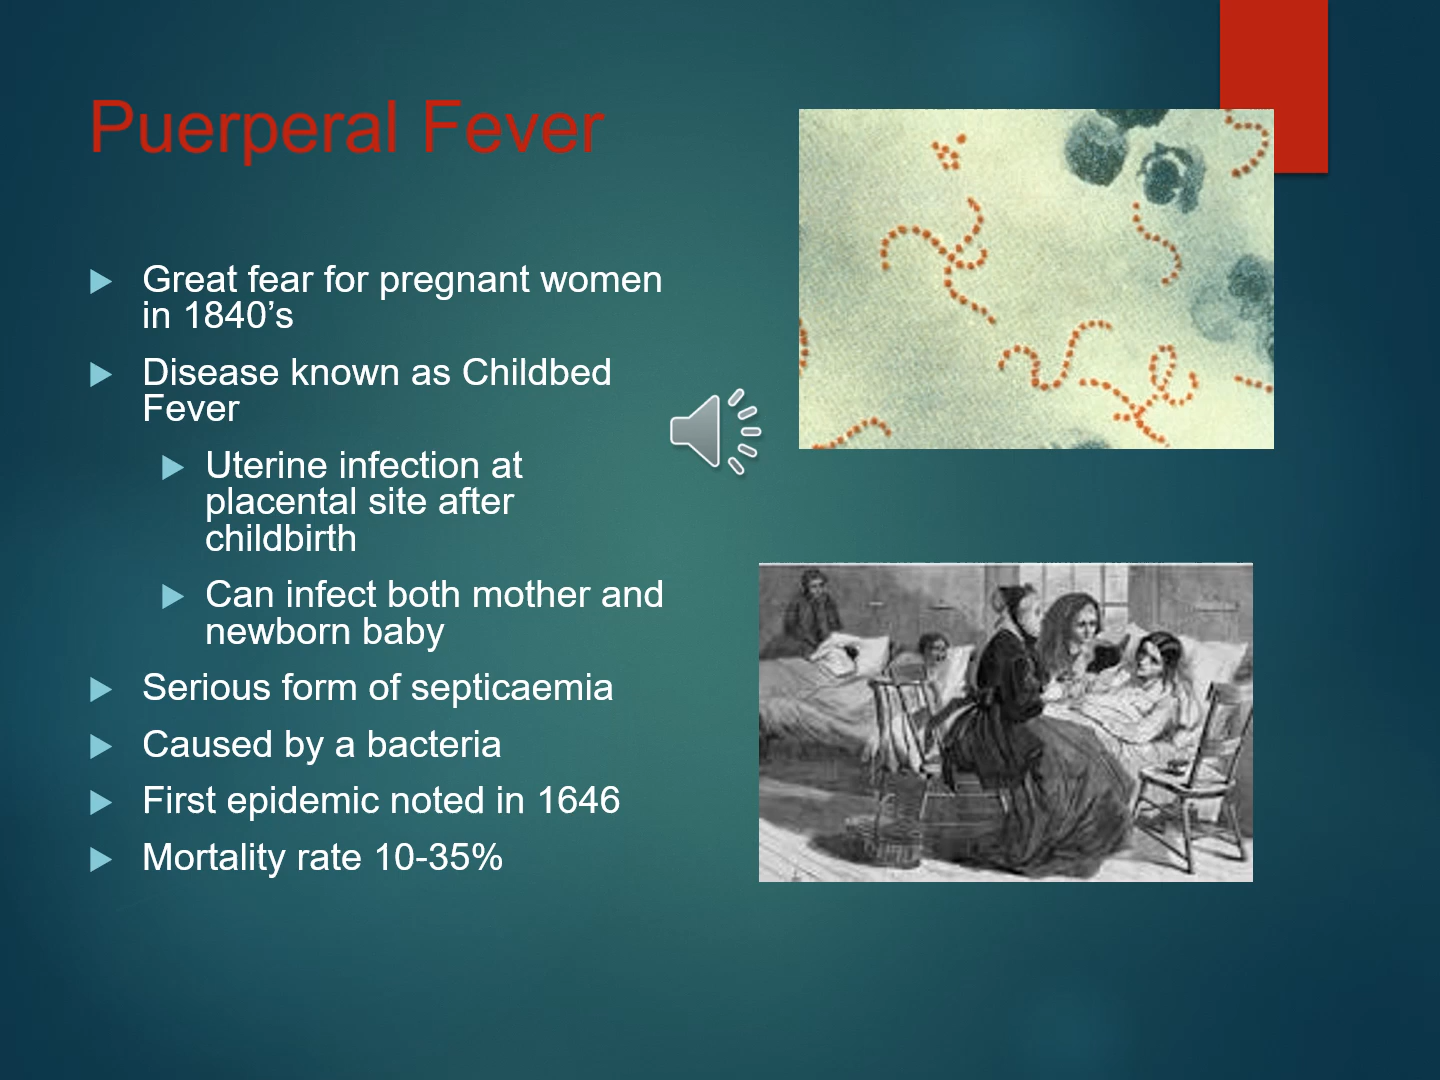 Puerperal Fever
Great fear for pregnant women
in 1840’s
Disease known as Childbed
Fever
Uterine infection at
placental site after
childbirth
Can infect both mother and
newborn baby
Serious form of septicaemia
Caused by a bacteria
First epidemic noted in 1646
Mortality rate 10-35%